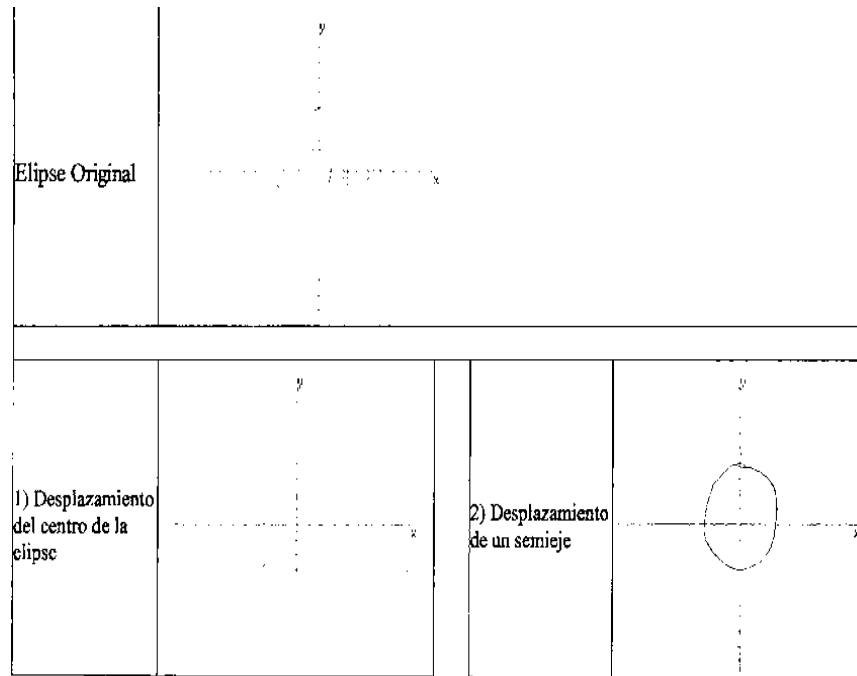 y
Elipse Original
x
y
1) Desplazamiento
del centro de la
elipse
x
y
2) Desplazamiento
de un semieje
x